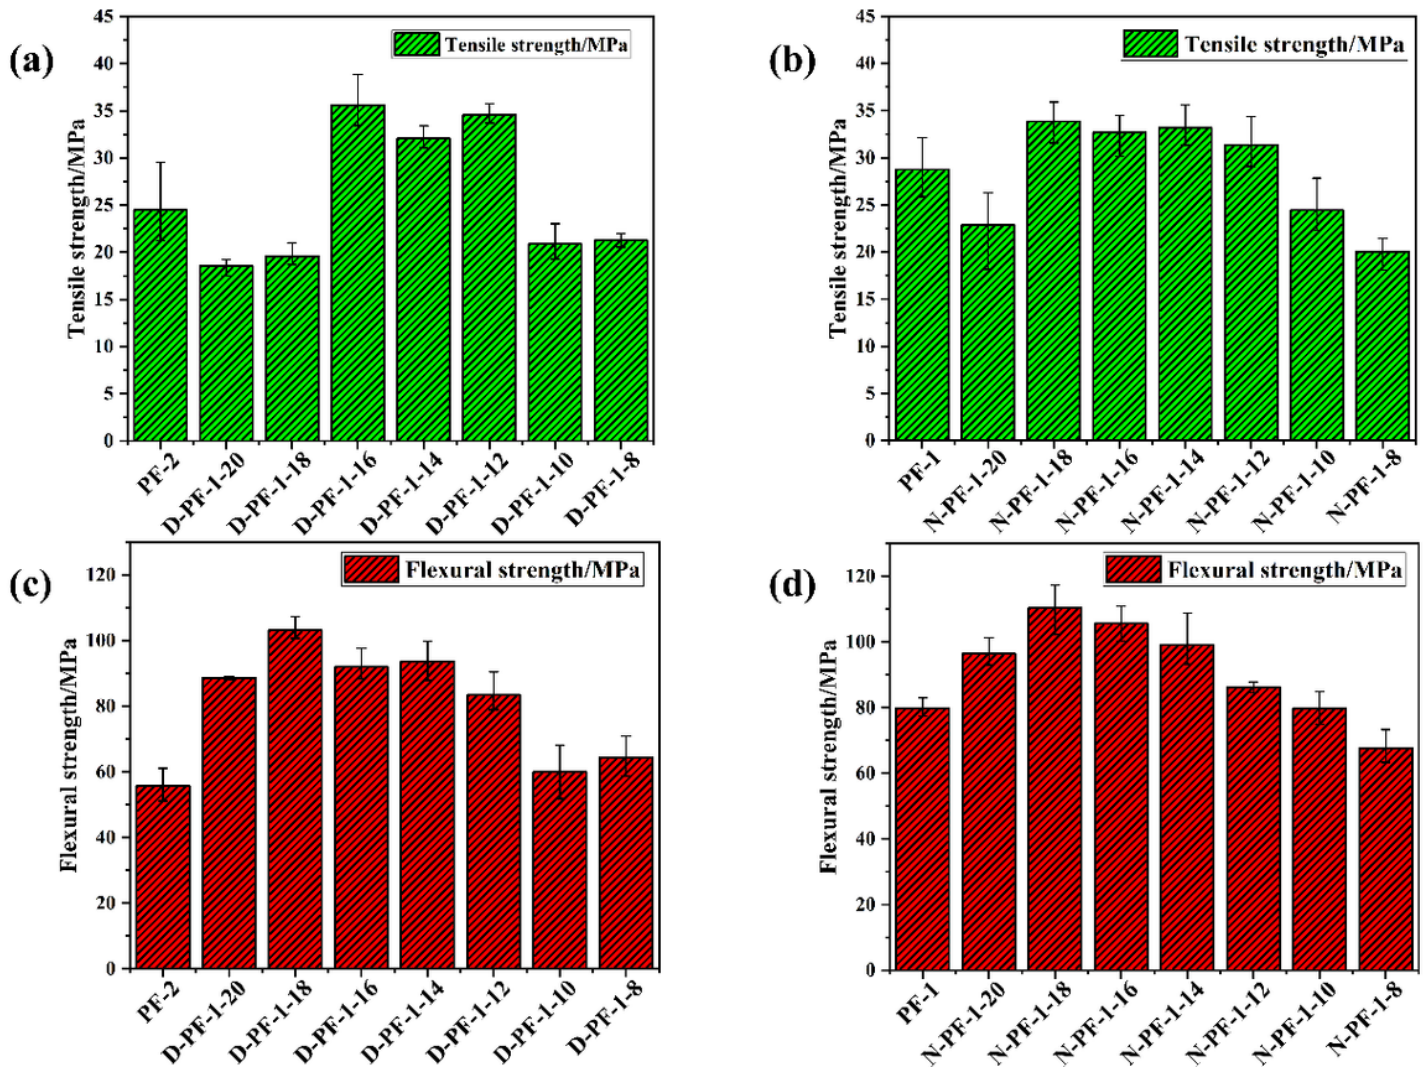 (a)
Tensile strength/MPa
45
40
35
30
25
20
15
10
5
0
Tensile strength/MPa
PF-2
D-PF-1-20
D-PF-1-18
D-PF-1-16
D-PF-1-14
D-PF-1-12
D-PF-1-10
D-PF-1-8
(b)
Tensile strength/MPa
45
40
35
30
25
20
15
10
5
0
Tensile strength/MPa
PF-1
N-PF-1-20
N-PF-1-18
N-PF-1-16
N-PF-1-14
N-PF-1-12
N-PF-1-10
N-PF-1-8
(c)
Flexural strength/MPa
120
100
80
60
40
20
0
Flexural strength/MPa
PF-2
D-PF-1-20
D-PF-1-18
D-PF-1-16
D-PF-1-14
D-PF-1-12
D-PF-1-10
D-PF-1-8
(d)
Flexural strength/MPa
120
100
80
60
40
20
0
Flexural strength/MPa
PF-1
N-PF-1-20
N-PF-1-18
N-PF-1-16
N-PF-1-14
N-PF-1-12
N-PF-1-10
N-PF-1-8